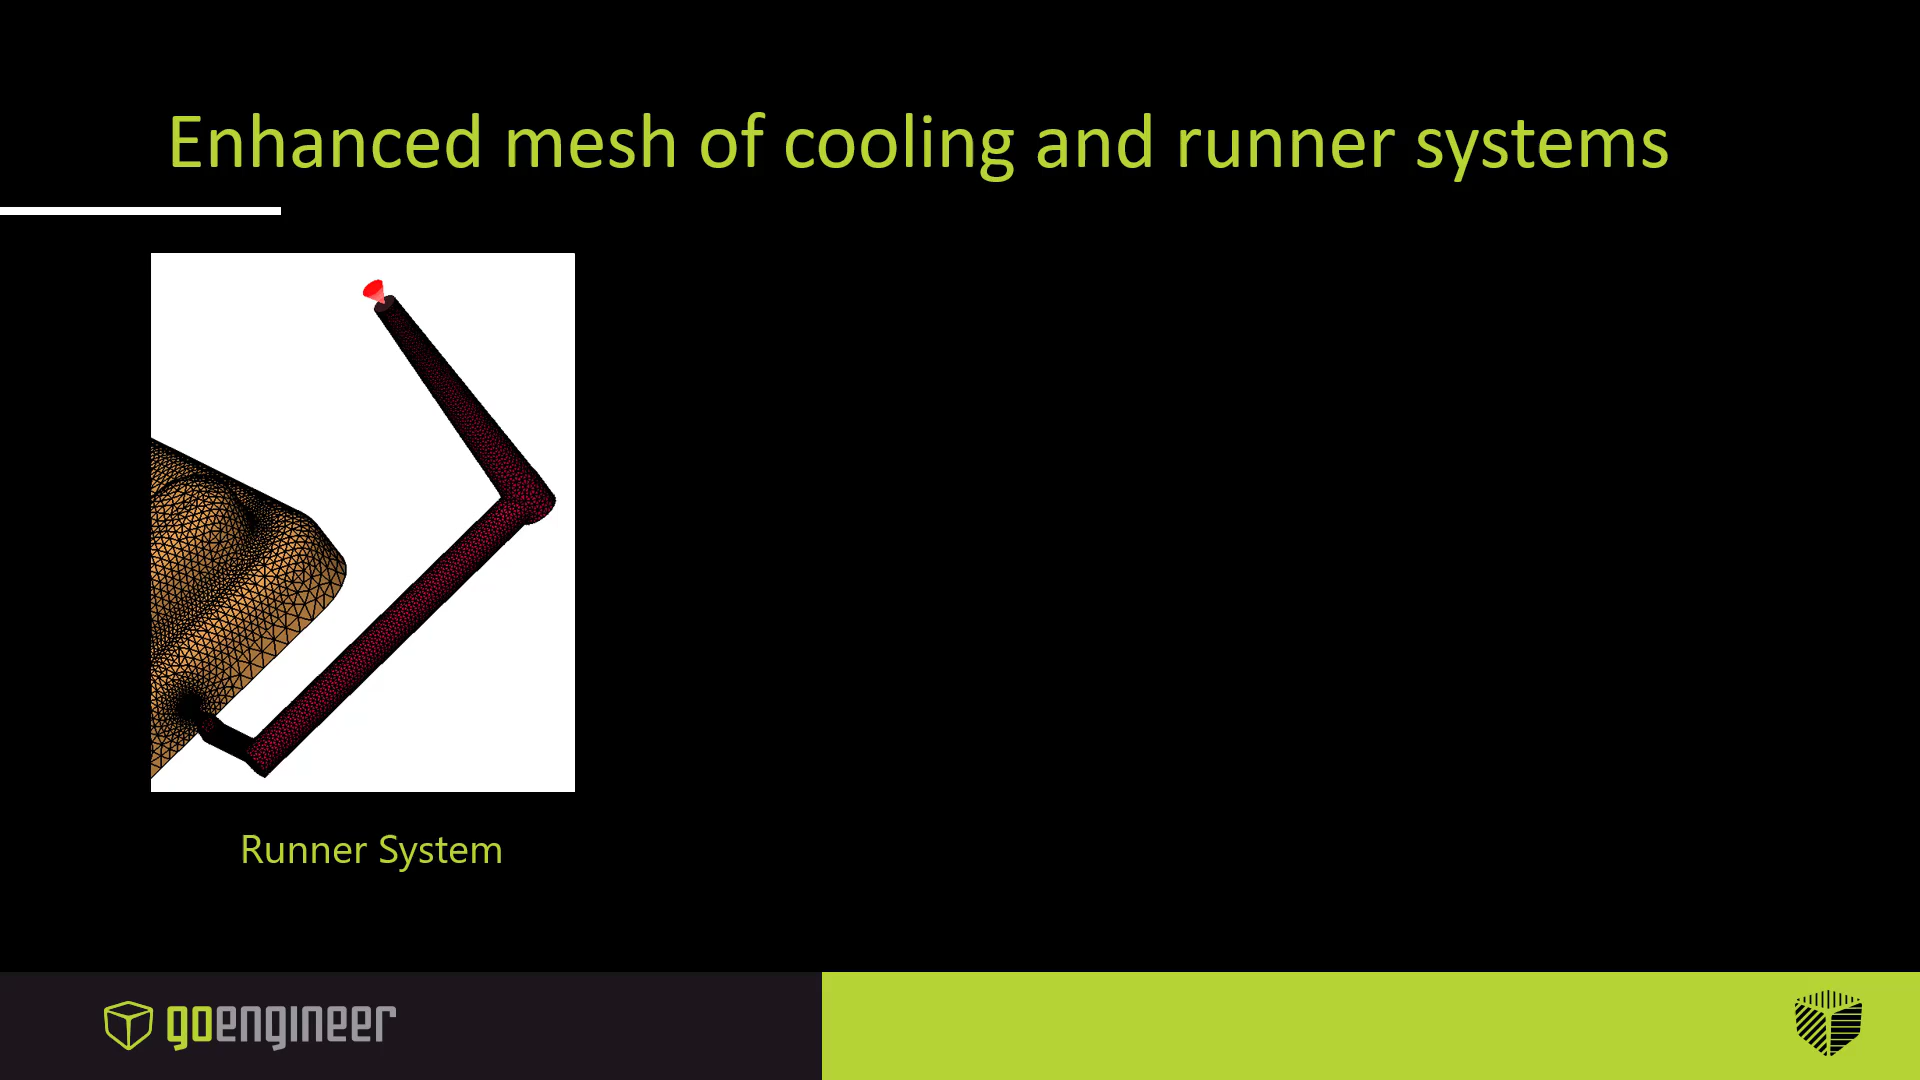 Enhanced mesh of cooling and runner systems
Runner System
goengineer